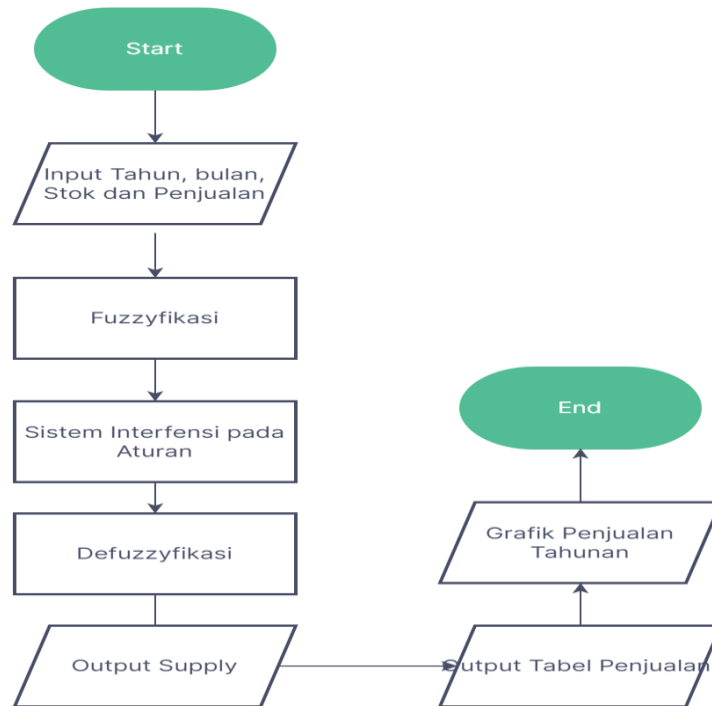 Start
Input Tahun, bulan,
Stok dan Penjualan
Fuzzyfikasi
Sistem Interfensi pada
Aturan
Defuzzyfikasi
Output Supply
Output Tabel Penjualan
Grafik Penjualan
Tahunan
End